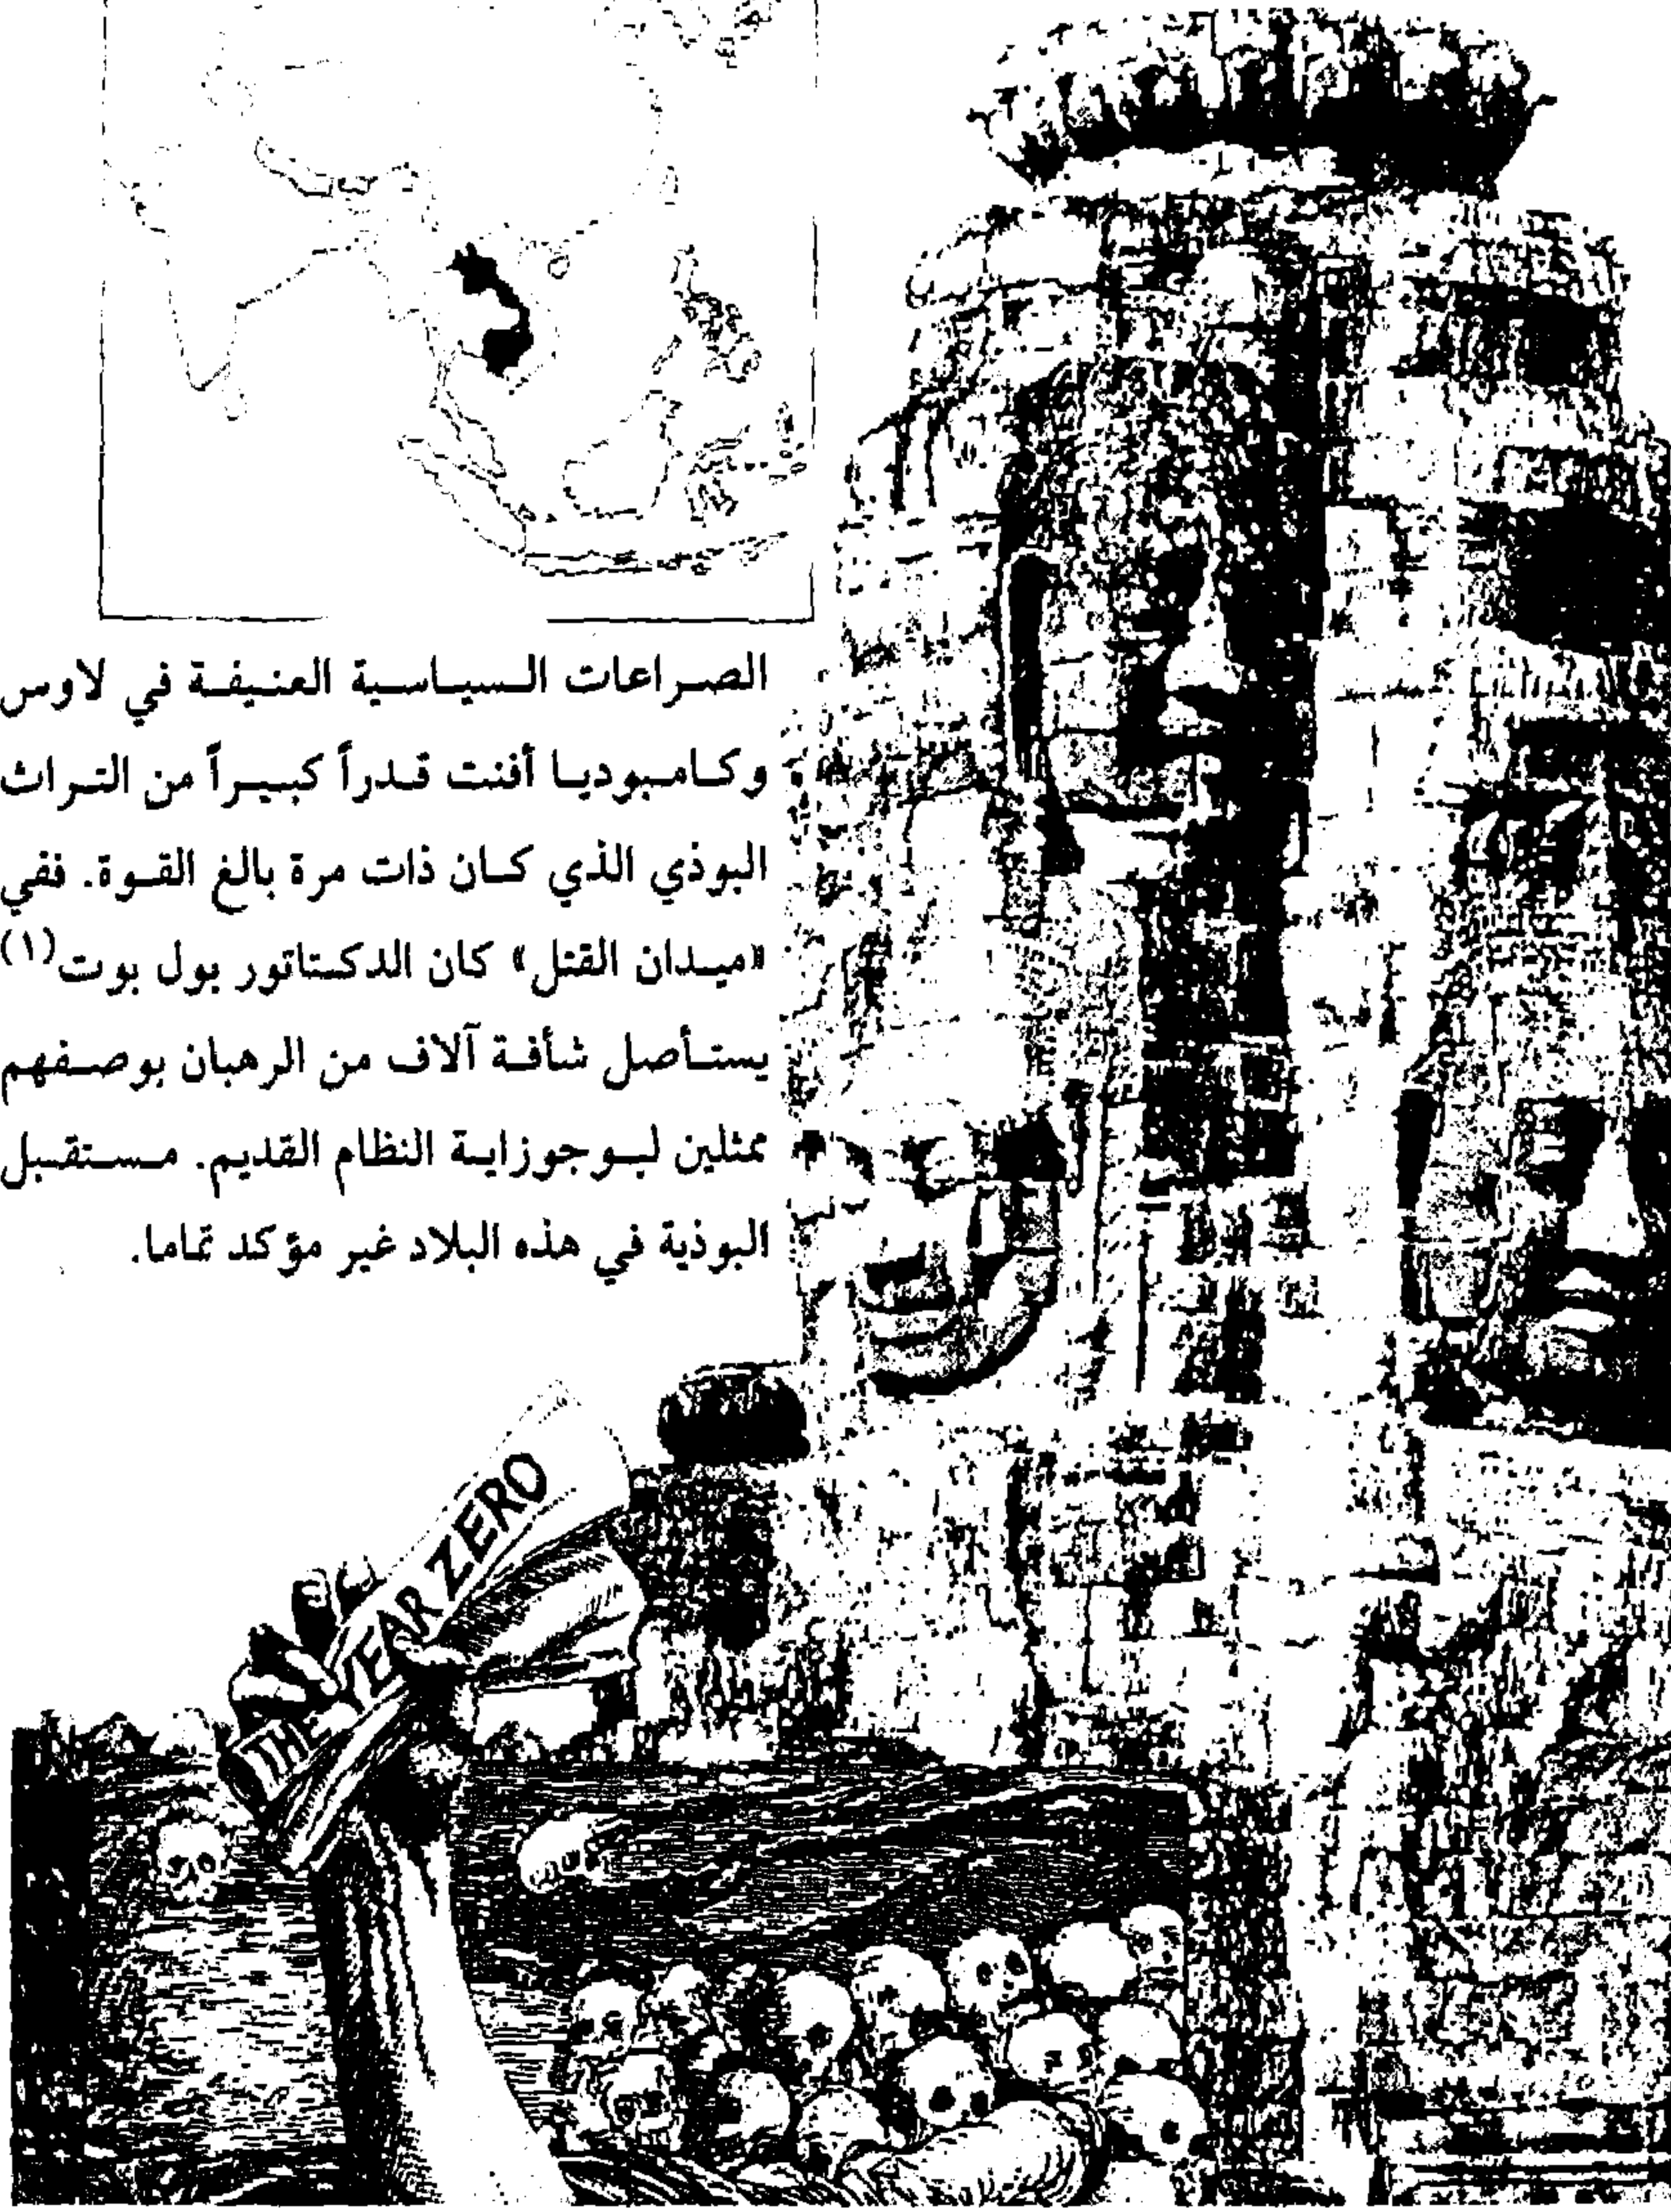 الصراعات السياسية العنيفة في لاوس
وكامبوديا أفنت قدراً كبيراً من التراث
البوذي الذي كان ذات مرة بالغ القوة. ففي
«ميدان القتل» كان الدكتاتور بول بوت(١)
يستأصل شأفة آلاف من الرهبان بوصفهم
ممثلين لبوجوزاية النظام القديم. مستقبل
البوذية في هذه البلاد غير مؤكد تماما.
THE YEAR ZERO